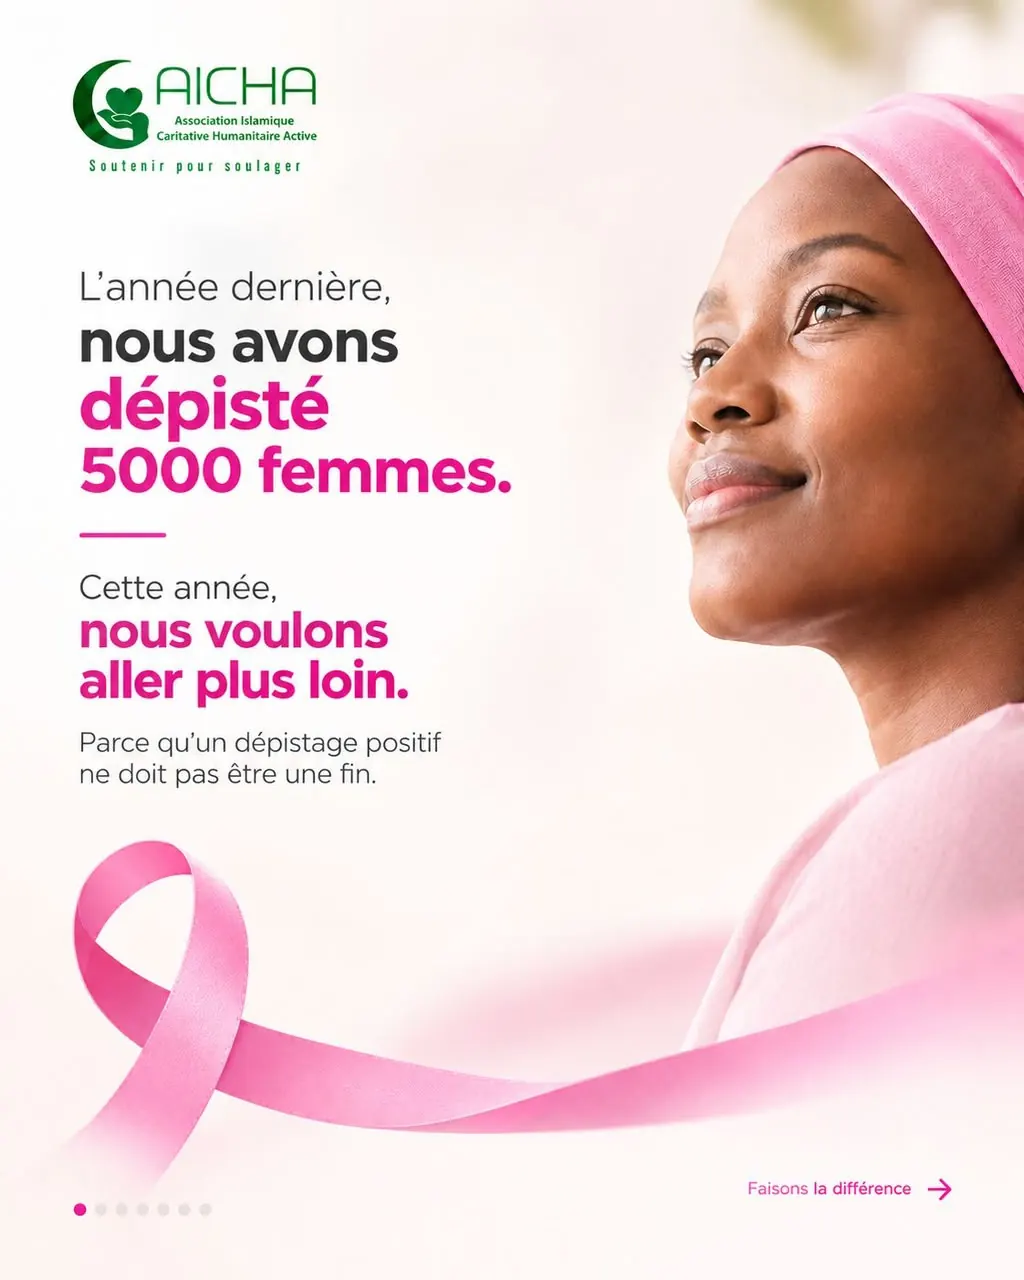 AICHA
Association Islamique
Caritative Humanitaire Active
Soutenir pour soulager
L'année dernière,
nous avons
dépisté
5000 femmes.
Cette année,
nous voulons
aller plus loin.
Parce qu'un dépistage positif
ne doit pas être une fin.
Faisons la différence